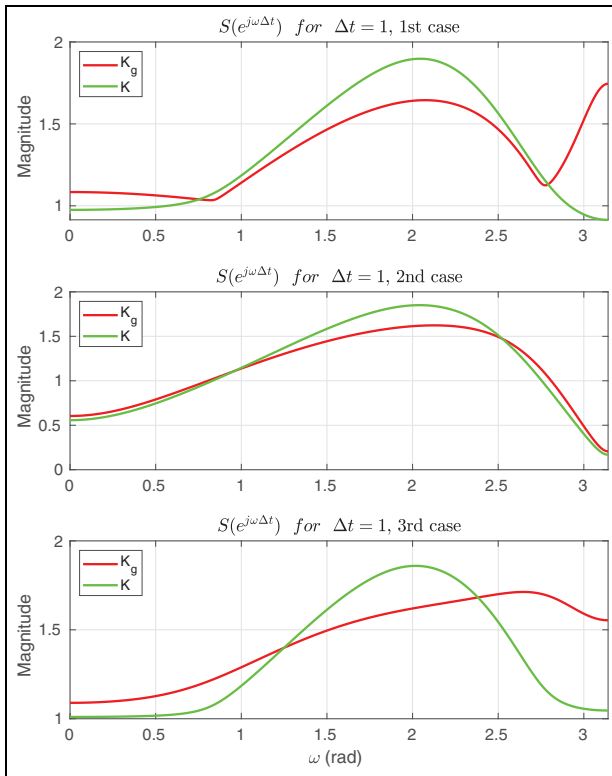 S(e^{jωΔt}) for Δt = 1, 1st case
K_g
K
Magnitude
2
1.5
1
0 0.5 1 1.5 2 2.5 3
S(e^{jωΔt}) for Δt = 1, 2nd case
K_g
K
Magnitude
2
1.5
1
0.5
0
0 0.5 1 1.5 2 2.5 3
S(e^{jωΔt}) for Δt = 1, 3rd case
K_g
K
Magnitude
2
1.5
1
0 0.5 1 1.5 2 2.5 3
ω (rad)